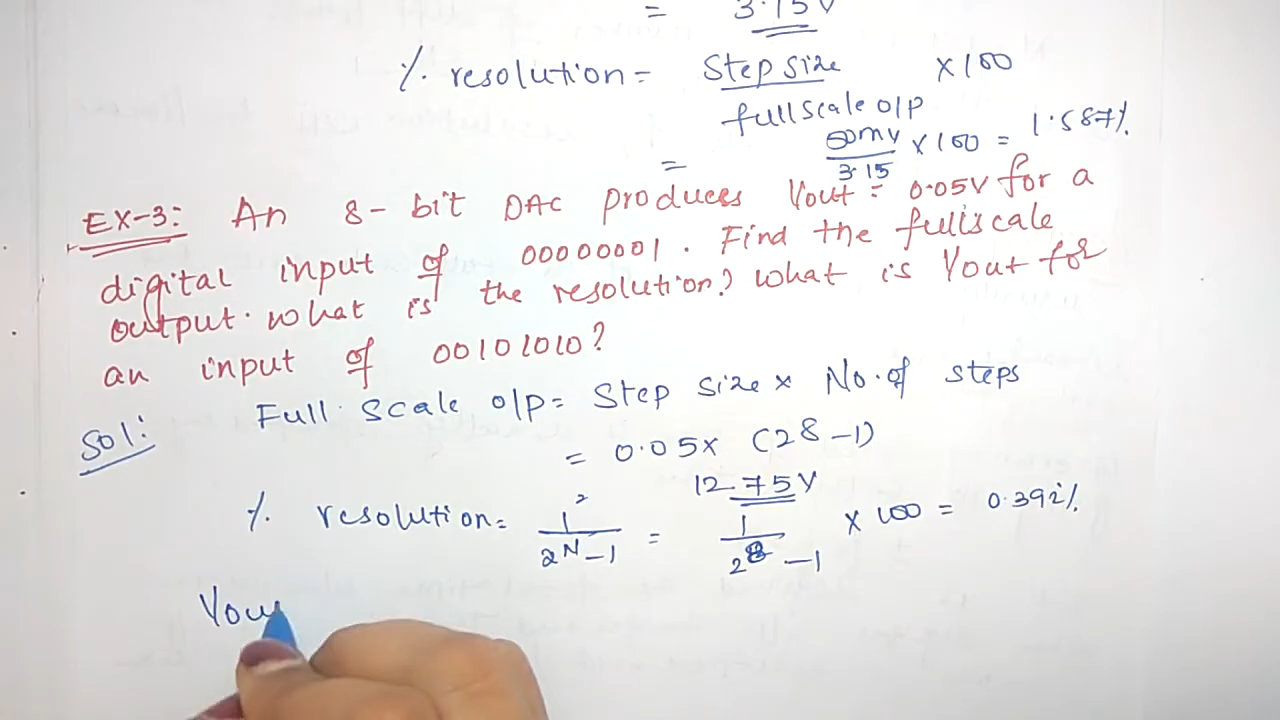 = 3.15V
% resolution = Step size / fullscale o/p × 100
= 50mV / 3.15 × 100 = 1.587%
EX-3: An 8-bit DAC produces Vout = 0.05V for a
digital input of 00000001. Find the fulliscale
output. what is the resolution? what is Vout for
an input of 00101010?
Sol: Full scale o/p = Step size × No. of steps
= 0.05 × (2^8 - 1)
= 12.75V
% resolution = 1 / 2^N - 1 = 1 / 2^8 - 1 × 100 = 0.392%
Vou